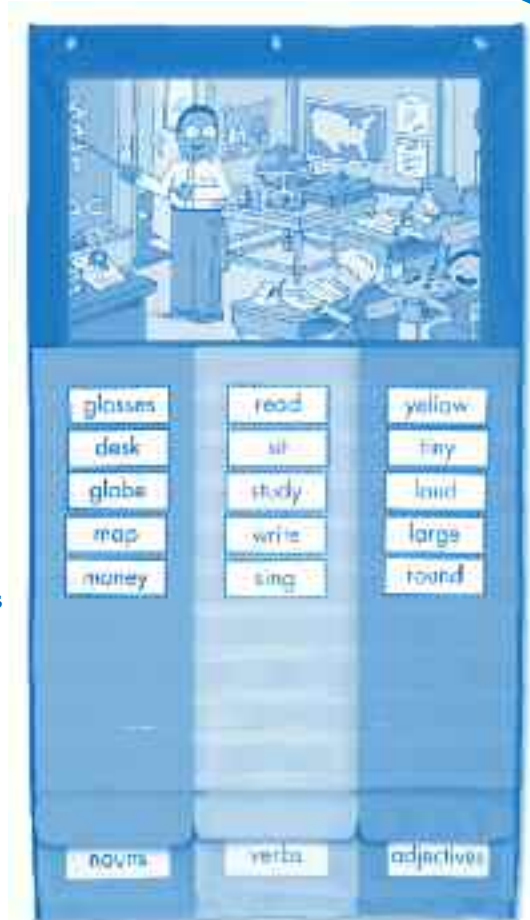 glasses read yellow
desk sit tiny
globe study loud
map write large
money sing round
nouns verbs adjectives